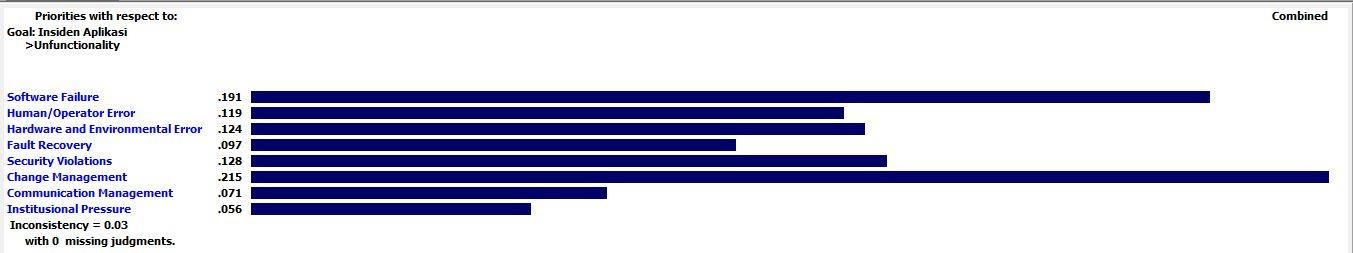 Priorities with respect to: Combined
Goal: Insiden Aplikasi
>Unfunctionality
Software Failure .191
Human/Operator Error .119
Hardware and Environmental Error .124
Fault Recovery .097
Security Violations .128
Change Management .215
Communication Management .071
Institusional Pressure .056
Inconsistency = 0.03
with 0 missing judgments.